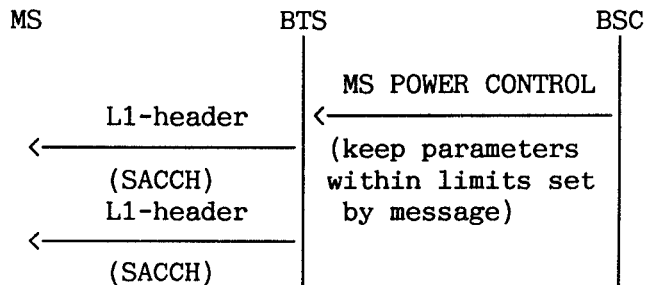 MS BTS BSC
MS POWER CONTROL
L1-header
(keep parameters
(SACCH) within limits set
L1-header by message)
(SACCH)